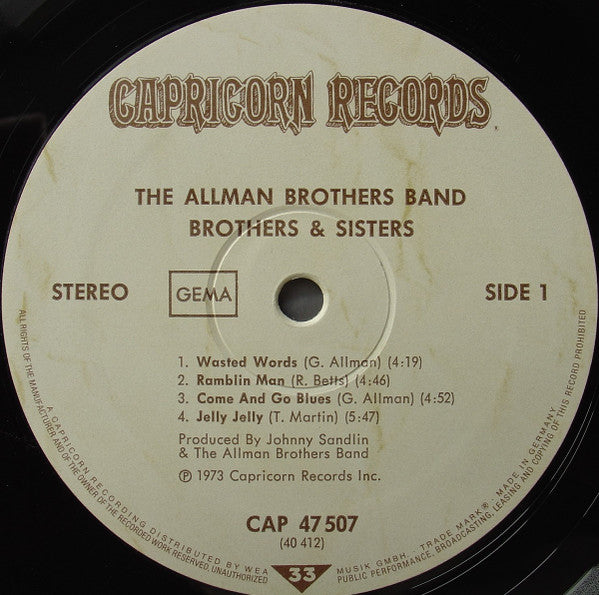 CAPRICORN RECORDS
THE ALLMAN BROTHERS BAND
BROTHERS & SISTERS
STEREO GEMA SIDE 1
1. Wasted Words (G. Allman) (4:19)
2. Ramblin Man (R. Betts) (4:46)
3. Come And Go Blues (G. Allman) (4:52)
4. Jelly Jelly (T. Martin) (5:47)
Produced By Johnny Sandlin
& The Allman Brothers Band
℗ 1973 Capricorn Records Inc.
CAP 47 507
(40 412)
33
A CAPRICORN RECORDING DISTRIBUTED BY WEA MUSIK GMBH. TRADE MARK ®. MADE IN GERMANY
ALL RIGHTS OF THE MANUFACTURER AND OF THE OWNER OF THE RECORDED WORK RESERVED. UNAUTHORIZED PUBLIC PERFORMANCE, BROADCASTING, LEASING AND COPYING OF THIS RECORD PROHIBITED